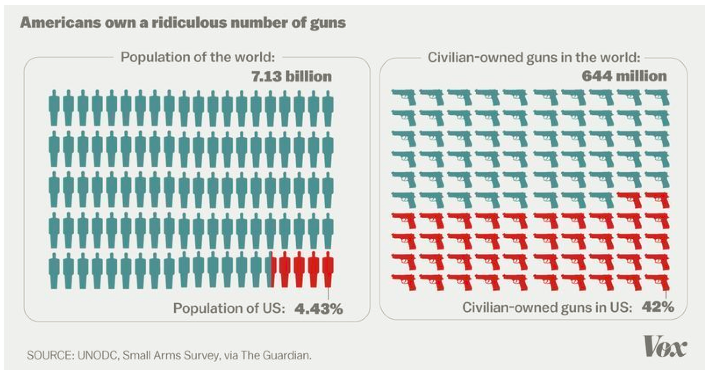 Americans own a ridiculous number of guns
Population of the world:
7.13 billion
Population of US: 4.43%
Civilian-owned guns in the world:
644 million
Civilian-owned guns in US: 42%
SOURCE: UNODC, Small Arms Survey, via The Guardian.
Vox